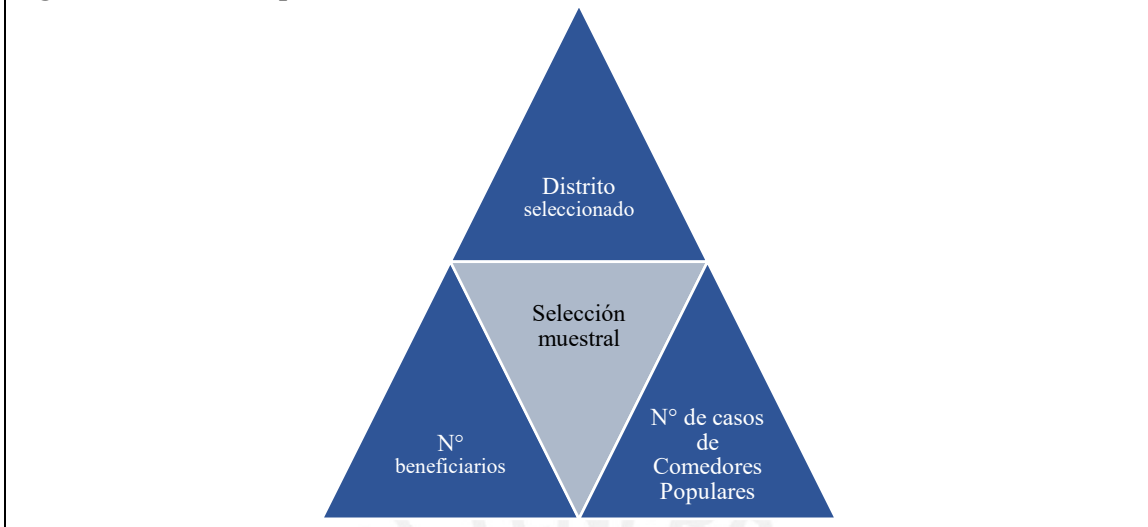 Distrito
seleccionado
Selección
muestral
N°
beneficiarios
N° de casos
de
Comedores
Populares